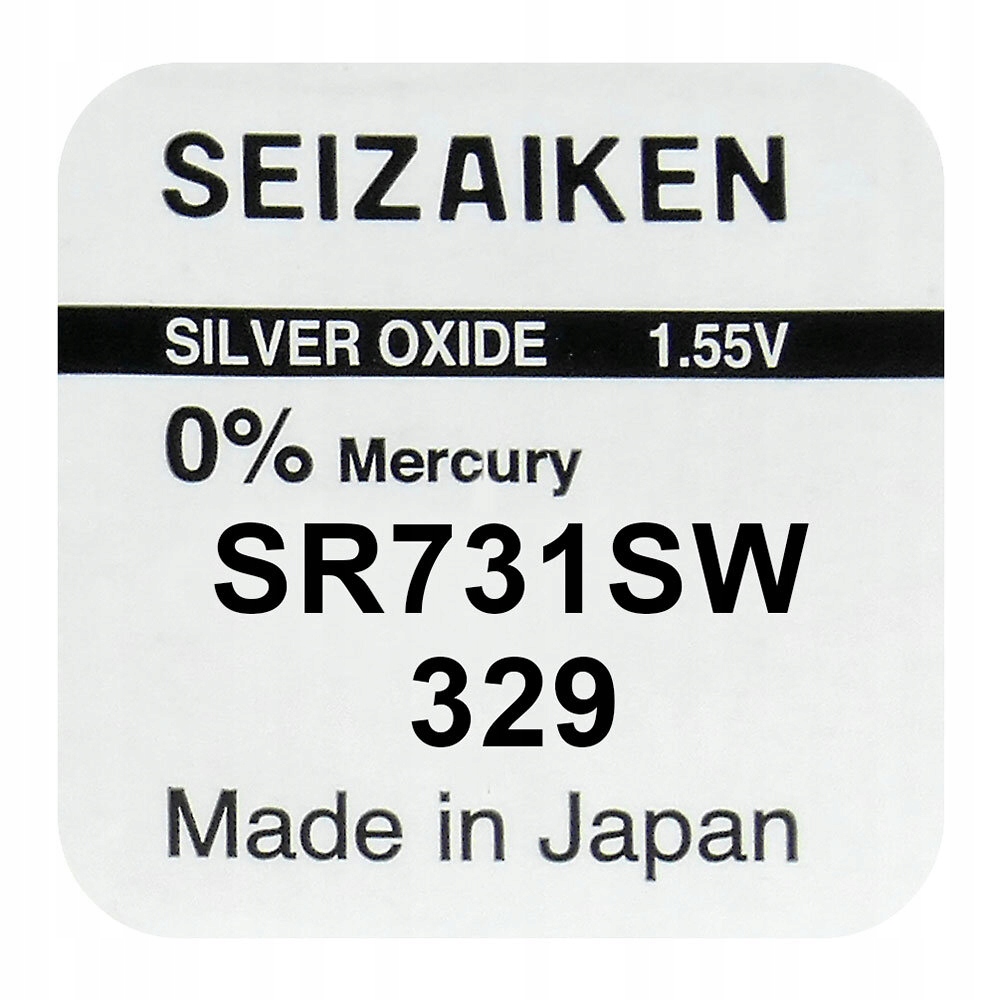 SEIZAIKEN
SILVER OXIDE 1.55V
0% Mercury
SR731SW
329
Made in Japan